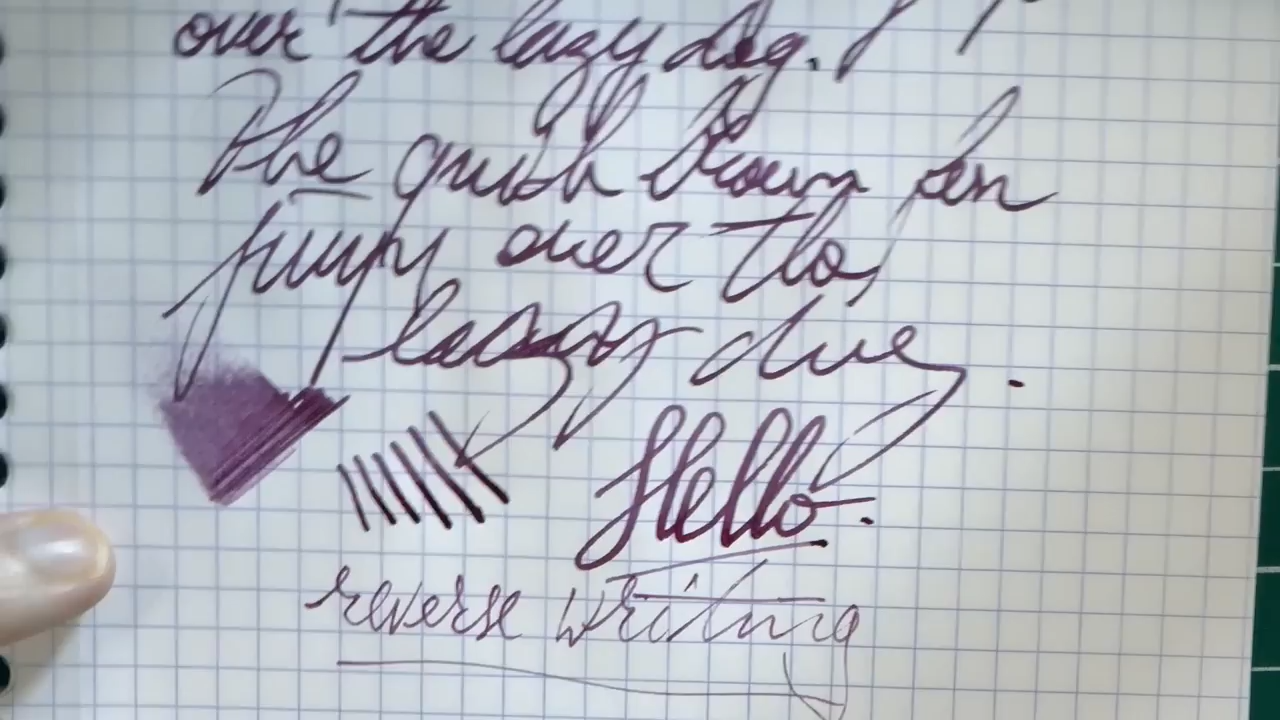 over the lazy dog.
The quick brown fox
jumps over the
lazy dog.
Hello.
reverse writing